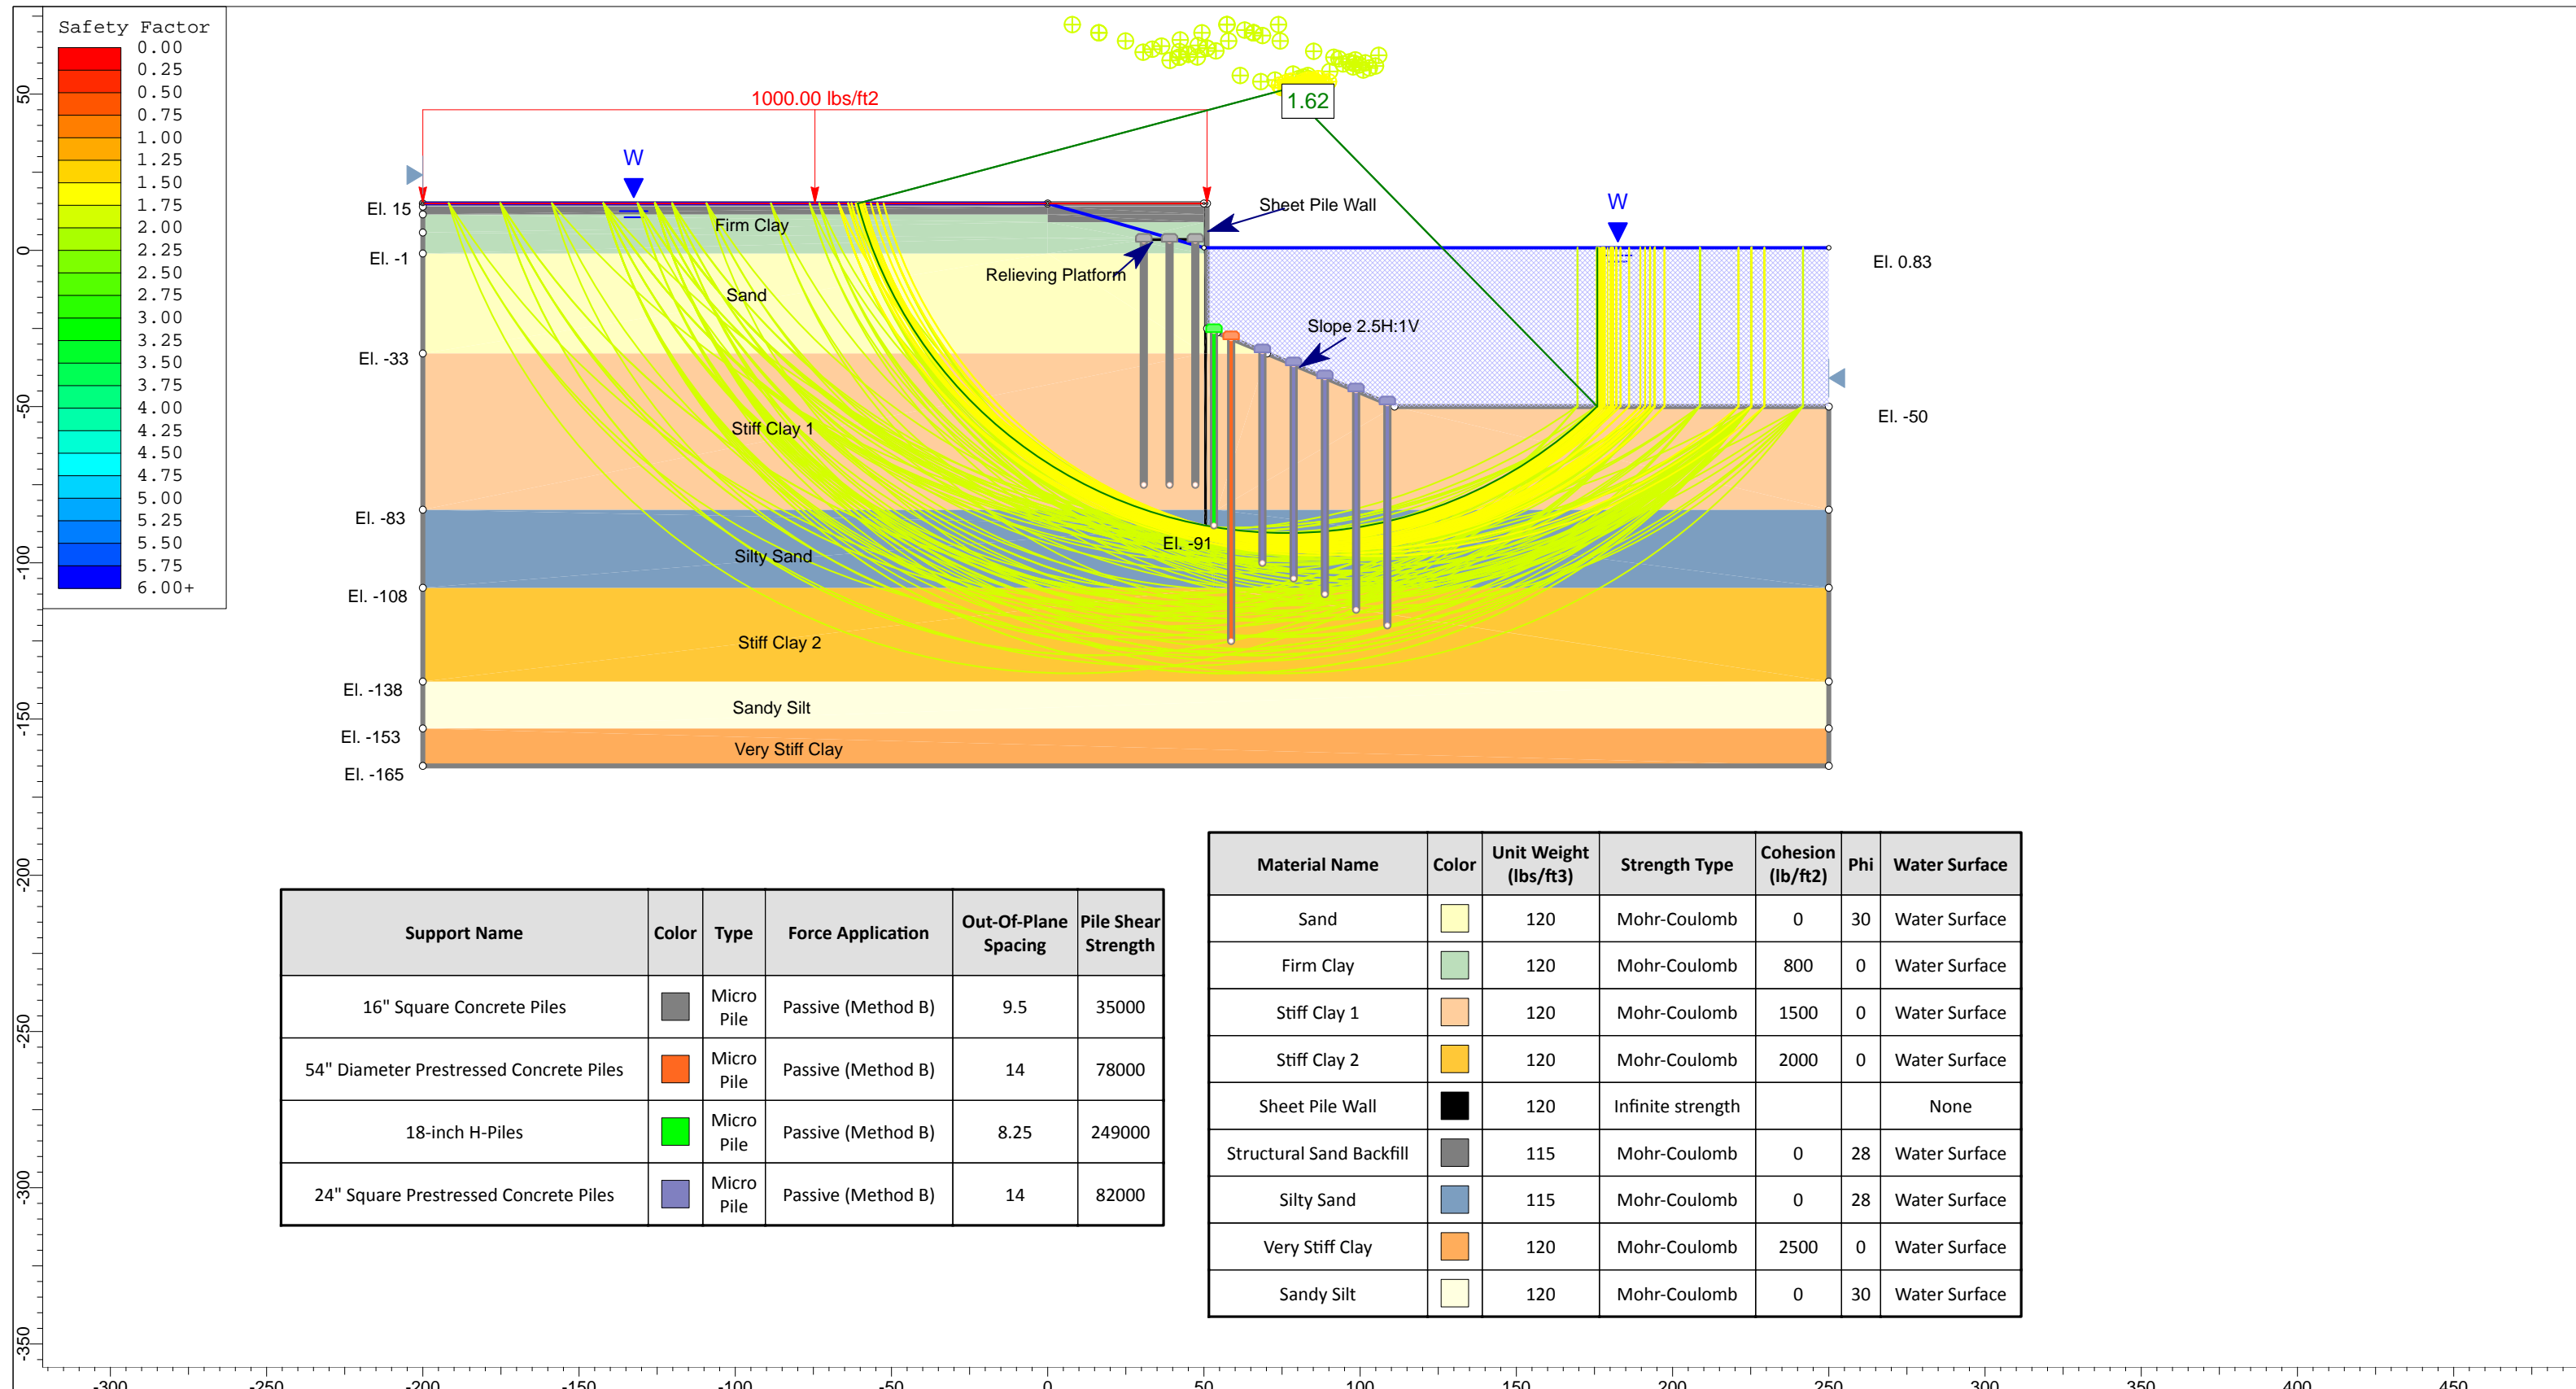 Safety Factor
0.00
0.25
0.50
0.75
1.00
1.25
1.50
1.75
2.00
2.25
2.50
2.75
3.00
3.25
3.50
3.75
4.00
4.25
4.50
4.75
5.00
5.25
5.50
5.75
6.00+
50
0
-50
-100
-150
-200
-250
-300
-350
1000.00 lbs/ft2
1.62
W
W
El. 15
Firm Clay
Sheet Pile Wall
El. -1
Relieving Platform
El. 0.83
Sand
Slope 2.5H:1V
El. -33
El. -50
Stiff Clay 1
El. -83
El. -91
Silty Sand
El. -108
Stiff Clay 2
El. -138
Sandy Silt
El. -153
Very Stiff Clay
El. -165
Support Name Color Type Force Application Out-Of-Plane Spacing Pile Shear Strength
16" Square Concrete Piles Micro Pile Passive (Method B) 9.5 35000
54" Diameter Prestressed Concrete Piles Micro Pile Passive (Method B) 14 78000
18-inch H-Piles Micro Pile Passive (Method B) 8.25 249000
24" Square Prestressed Concrete Piles Micro Pile Passive (Method B) 14 82000
Material Name Color Unit Weight (lbs/ft3) Strength Type Cohesion (lb/ft2) Phi Water Surface
Sand 120 Mohr-Coulomb 0 30 Water Surface
Firm Clay 120 Mohr-Coulomb 800 0 Water Surface
Stiff Clay 1 120 Mohr-Coulomb 1500 0 Water Surface
Stiff Clay 2 120 Mohr-Coulomb 2000 0 Water Surface
Sheet Pile Wall 120 Infinite strength None
Structural Sand Backfill 115 Mohr-Coulomb 0 28 Water Surface
Silty Sand 115 Mohr-Coulomb 0 28 Water Surface
Very Stiff Clay 120 Mohr-Coulomb 2500 0 Water Surface
Sandy Silt 120 Mohr-Coulomb 0 30 Water Surface
-300 -250 -200 -150 -100 -50 0 50 100 150 200 250 300 350 400 450